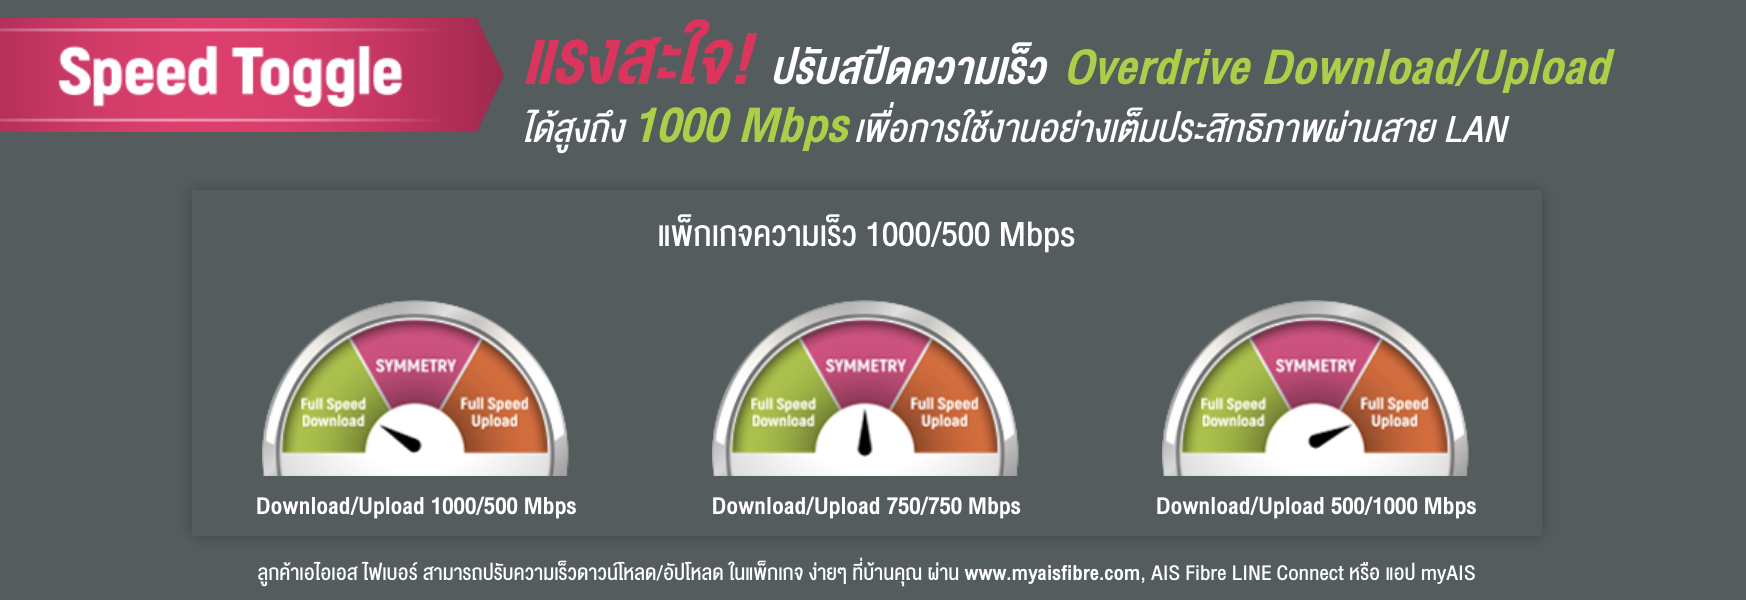 Speed Toggle
แรงสะใจ! ปรับสปีดความเร็ว Overdrive Download/Upload
ได้สูงถึง 1000 Mbps เพื่อการใช้งานอย่างเต็มประสิทธิภาพผ่านสาย LAN
แพ็กเกจความเร็ว 1000/500 Mbps
SYMMETRY
Full Speed
Download
Full Speed
Upload
Download/Upload 1000/500 Mbps
SYMMETRY
Full Speed
Download
Full Speed
Upload
Download/Upload 750/750 Mbps
SYMMETRY
Full Speed
Download
Full Speed
Upload
Download/Upload 500/1000 Mbps
ลูกค้าเอไอเอส ไฟเบอร์ สามารถปรับความเร็วดาวน์โหลด/อัปโหลด ในแพ็กเกจ ง่ายๆ ที่บ้านคุณ ผ่าน www.myaisfibre.com, AIS Fibre LINE Connect หรือ แอป myAIS